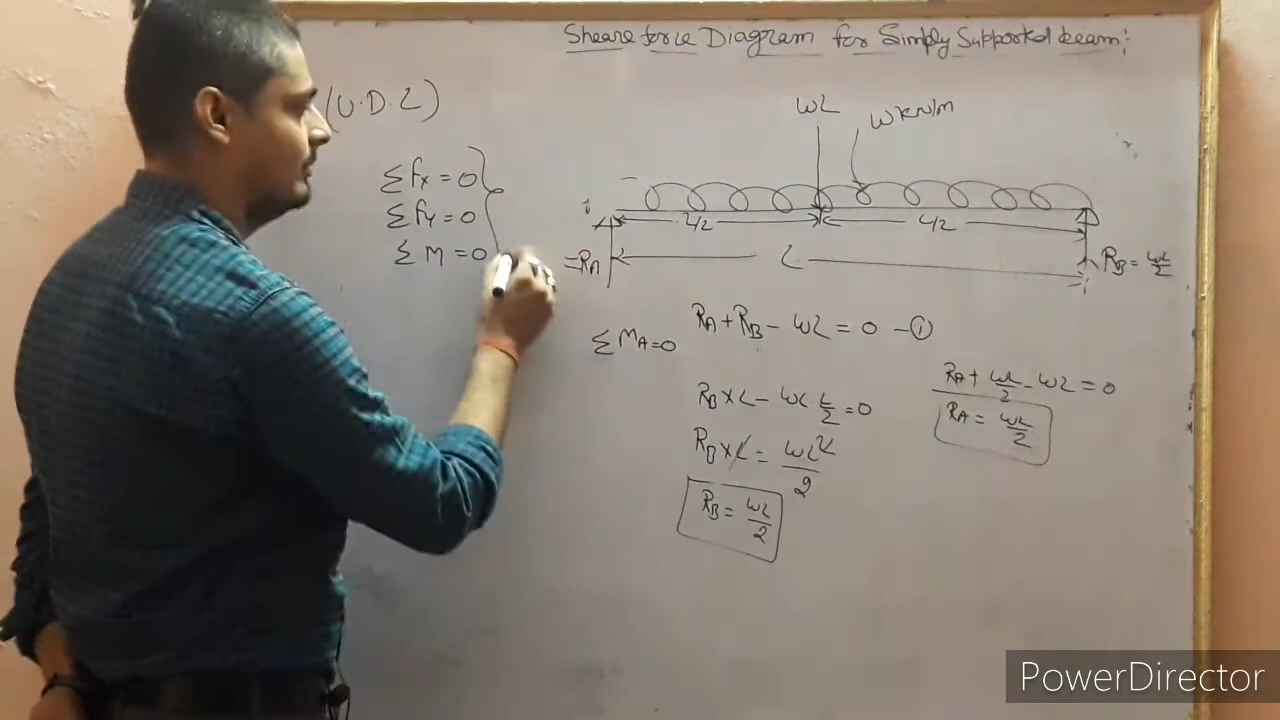 Sheare force Diagram for Simply Supported beam:
(U.D.L)
wL
w kN/m
Σfx = 0
Σfy = 0
Σ M = 0
L/2
L/2
=RA
L
RB = wL/2
RA + RB - wL = 0 - ①
Σ MA = 0
RB × L - wL L/2 = 0
RB × L = wL²/2
RB = wL/2
RA + wL/2 - wL = 0
RA = wL/2
PowerDirector